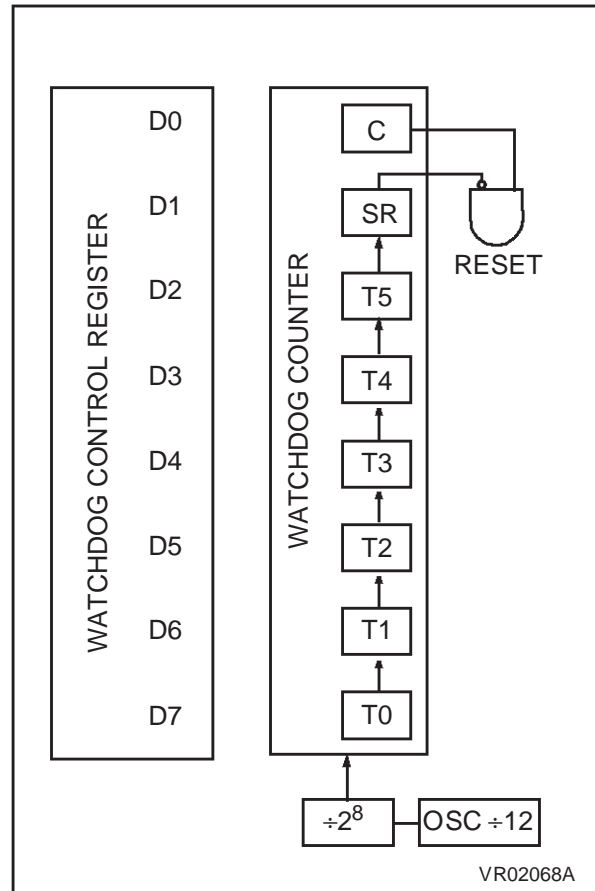 WATCHDOG CONTROL REGISTER
D0
D1
D2
D3
D4
D5
D6
D7
WATCHDOG COUNTER
C
SR
T5
T4
T3
T2
T1
T0
RESET
÷2⁸
OSC ÷12
VR02068A